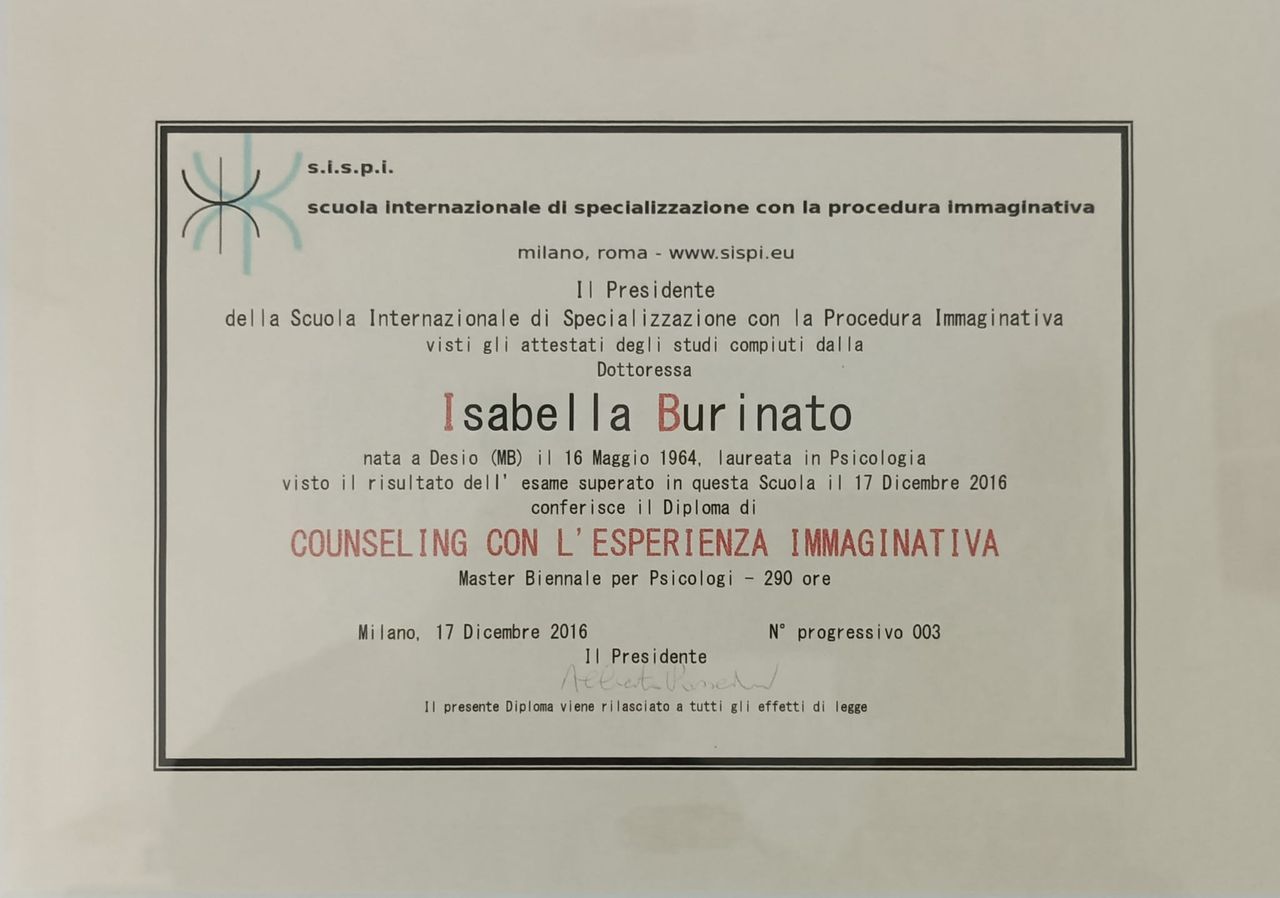 s.i.s.p.i.
scuola internazionale di specializzazione con la procedura immaginativa
milano, roma - www.sispi.eu
Il Presidente
della Scuola Internazionale di Specializzazione con la Procedura Immaginativa
visti gli attestati degli studi compiuti dalla
Dottoressa
Isabella Burinato
nata a Desio (MB) il 16 Maggio 1964, laureata in Psicologia
visto il risultato dell' esame superato in questa Scuola il 17 Dicembre 2016
conferisce il Diploma di
COUNSELING CON L'ESPERIENZA IMMAGINATIVA
Master Biennale per Psicologi - 290 ore
Milano, 17 Dicembre 2016 N° progressivo 003
Il Presidente
Il presente Diploma viene rilasciato a tutti gli effetti di legge